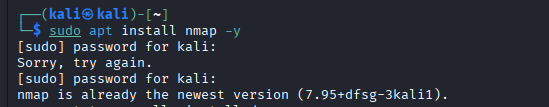 ┌──(kali㉿kali)-[~]
└─$ sudo apt install nmap -y
[sudo] password for kali:
Sorry, try again.
[sudo] password for kali:
nmap is already the newest version (7.95+dfsg-3kali1).